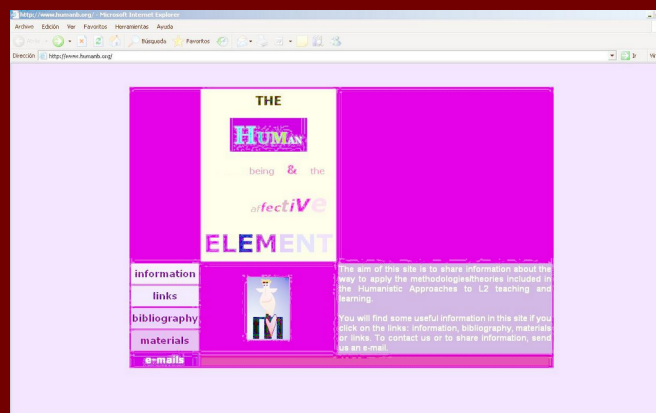 http://www.humanb.org/ - Microsoft Internet Explorer
Archivo Edición Ver Favoritos Herramientas Ayuda
Búsqueda Favoritos
Dirección http://www.humanb.org/ Ir
THE
HUMAN
being & the
affectiVe
ELEMENT
information
links
bibliography
materials
e-mails
The aim of this site is to share information about the
way to apply the methodologies/theories included in
the Humanistic Approaches to L2 teaching and
learning.
You will find some useful information in this site if you
click on the links: information, bibliography, materials
or links. To contact us or to share information, send
us an e-mail.